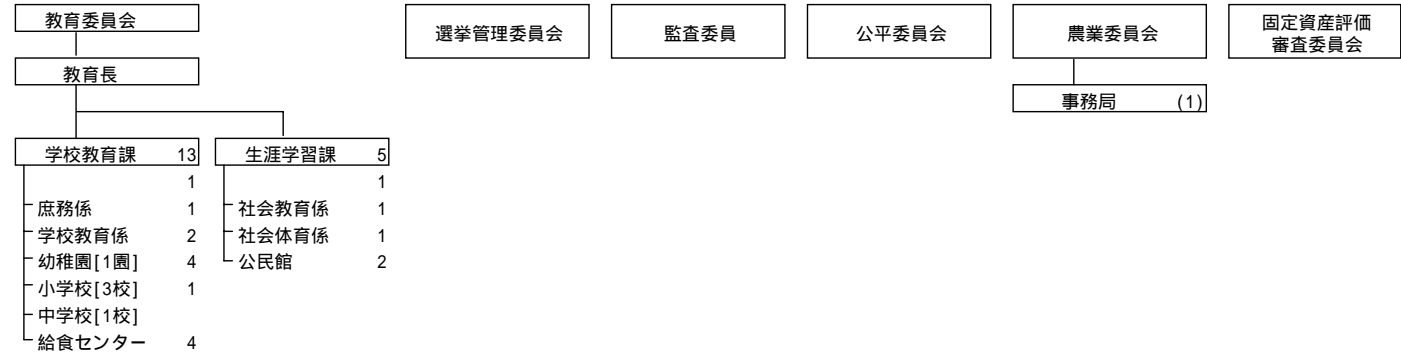 教育委員会
選挙管理委員会
監査委員
公平委員会
農業委員会
固定資産評価
審査委員会
教育長
事務局 (1)
学校教育課 13
生涯学習課 5
1
1
庶務係 1
社会教育係 1
学校教育係 2
社会体育係 1
幼稚園[1園] 4
公民館 2
小学校[3校] 1
中学校[1校]
給食センター 4